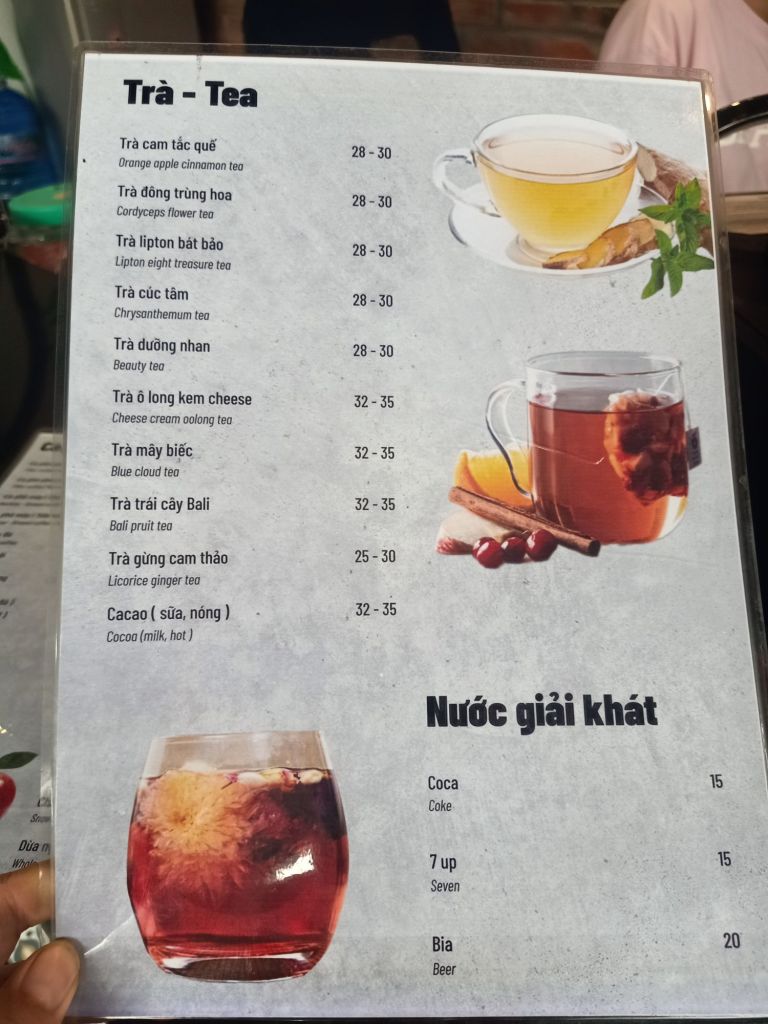 Trà - Tea
Trà cam tắc quế 28 - 30
Orange apple cinnamon tea
Trà đông trùng hoa 28 - 30
Cordyceps flower tea
Trà lipton bát bảo 28 - 30
Lipton eight treasure tea
Trà cúc tâm 28 - 30
Chrysanthemum tea
Trà dưỡng nhan 28 - 30
Beauty tea
Trà ô long kem cheese 32 - 35
Cheese cream oolong tea
Trà mây biếc 32 - 35
Blue cloud tea
Trà trái cây Bali 32 - 35
Bali pruit tea
Trà gừng cam thảo 25 - 30
Licorice ginger tea
Cacao ( sữa, nóng ) 32 - 35
Cocoa (milk, hot )
Nước giải khát
Coca 15
Coke
7 up 15
Seven
Bia 20
Beer
Dừa